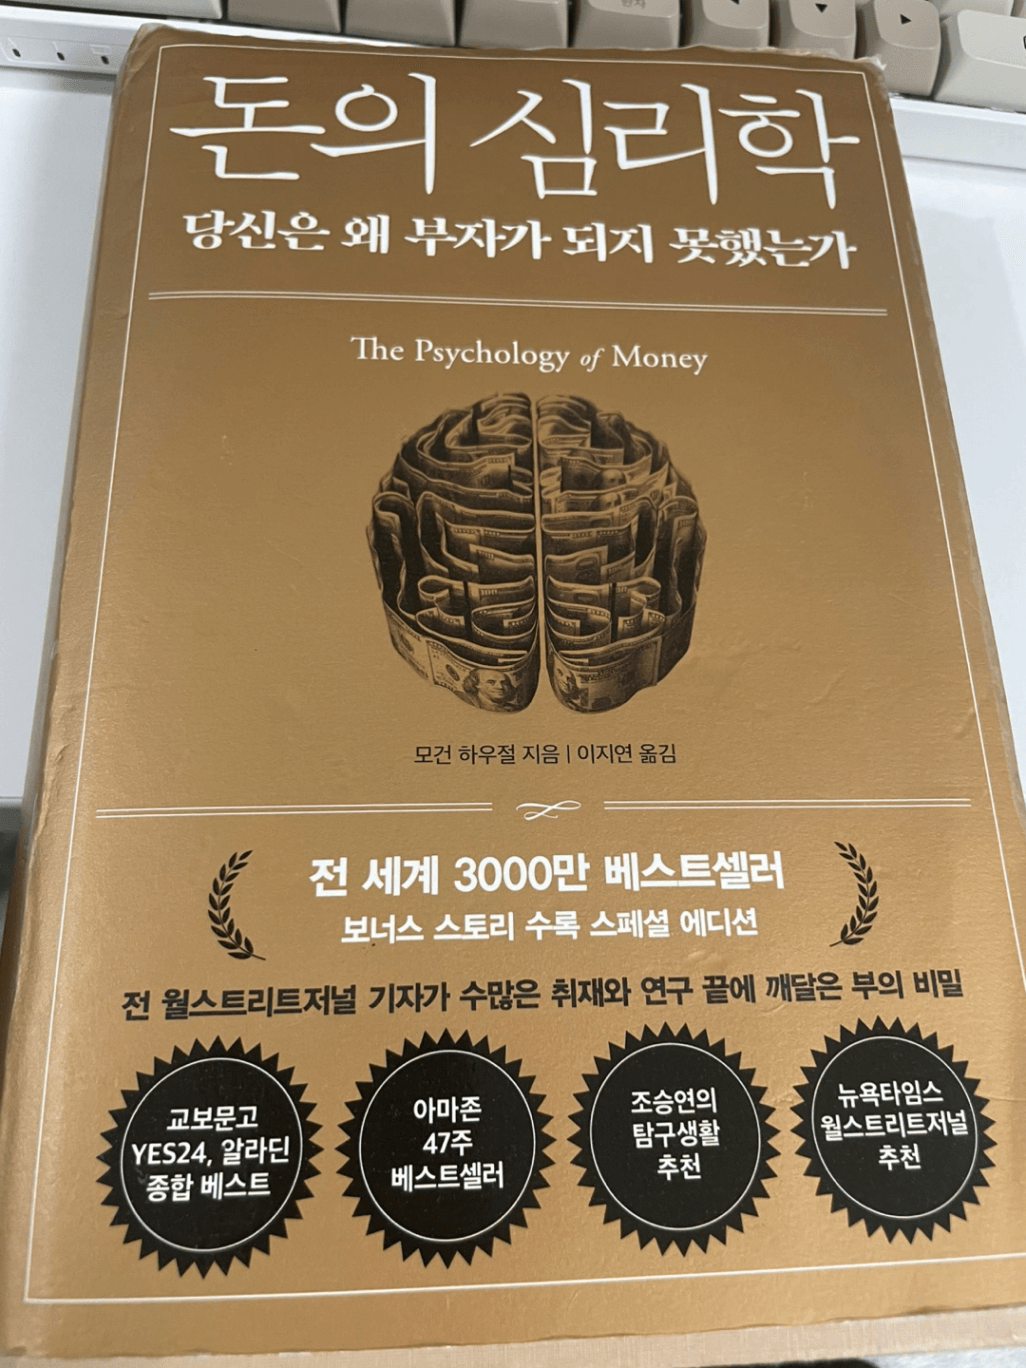 돈의 심리학
당신은 왜 부자가 되지 못했는가
The Psychology of Money
모건 하우절 지음 | 이지연 옮김
전 세계 3000만 베스트셀러
보너스 스토리 수록 스페셜 에디션
전 월스트리트저널 기자가 수많은 취재와 연구 끝에 깨달은 부의 비밀
교보문고
YES24, 알라딘
종합 베스트
아마존
47주
베스트셀러
조승연의
탐구생활
추천
뉴욕타임스
월스트리트저널
추천